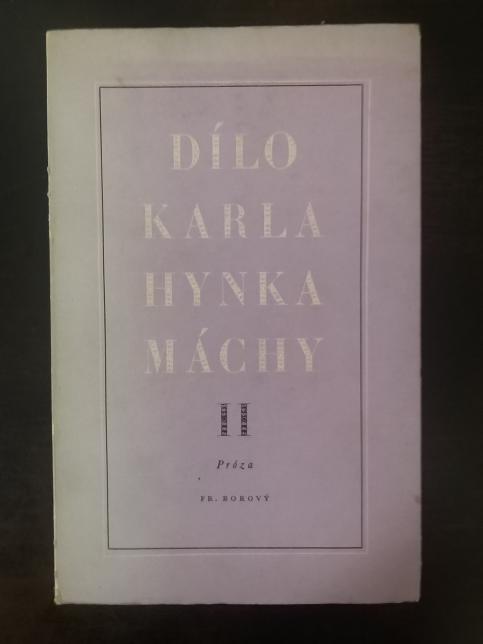 DÍLO
KARLA
HYNKA
MÁCHY
II
Próza
FR. BOROVÝ